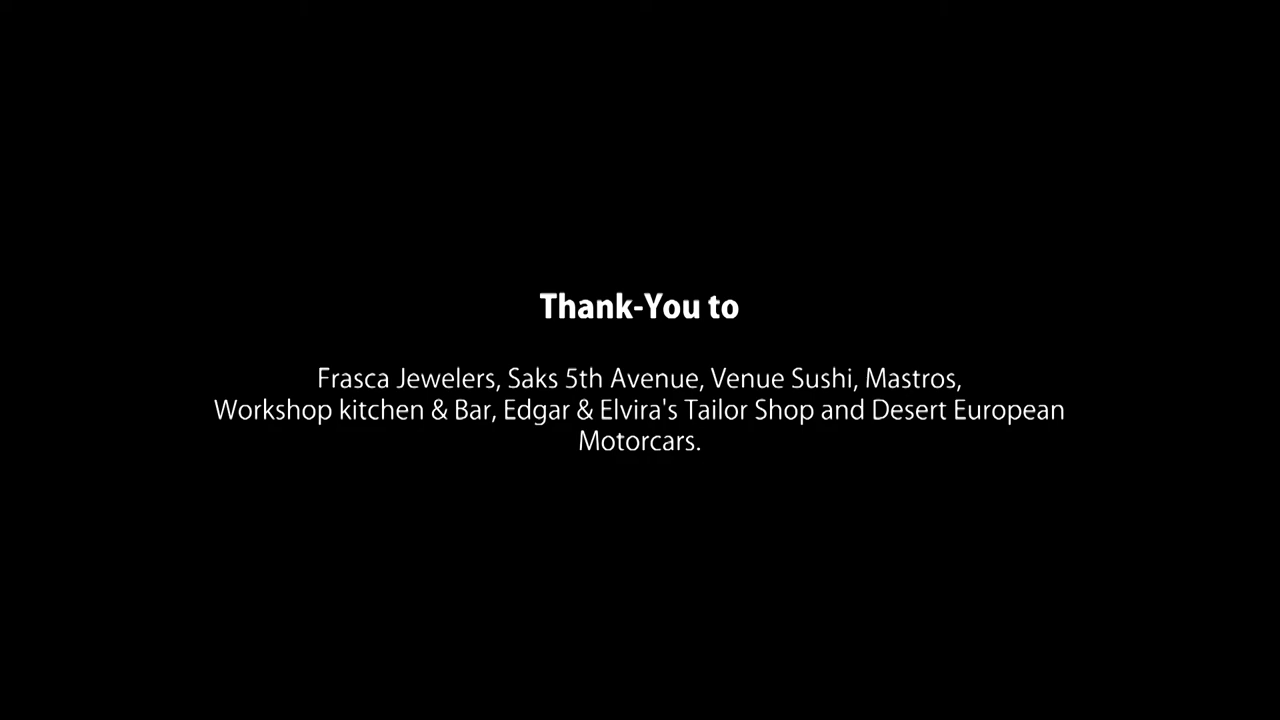 Thank-You to
Frasca Jewelers, Saks 5th Avenue, Venue Sushi, Mastros,
Workshop kitchen & Bar, Edgar & Elvira's Tailor Shop and Desert European
Motorcars.